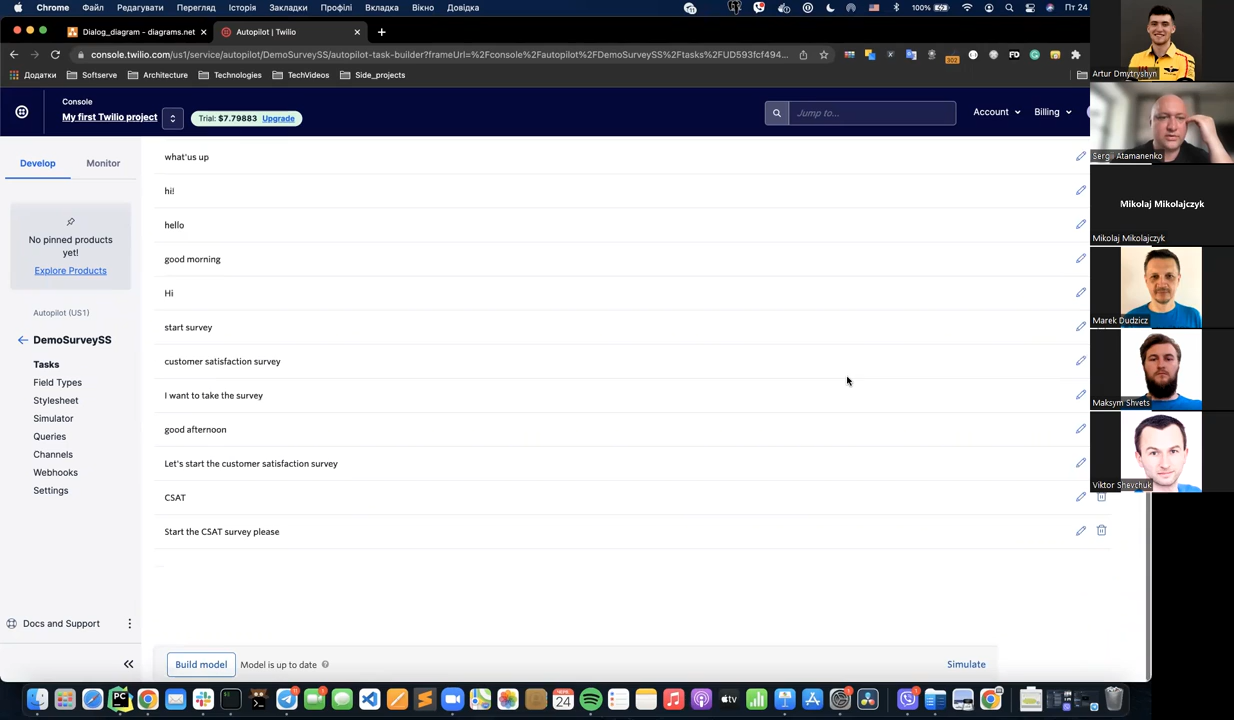 Chrome Файл Редагувати Перегляд Історія Закладки Профілі Вкладка Вікно Довідка
100% Пт 24
Dialog_diagram - diagrams.net
Autopilot | Twilio
console.twilio.com/us1/service/autopilot/DemoSurveySS/autopilot-task-builder?frameUrl=%2Fconsole%2Fautopilot%2FDemoSurveySS%2Ftasks%2FUD593fcf494...
Додатки Softserve Architecture Technologies TechVideos Side_projects
Console
My first Twilio project
Trial: $7.79883 Upgrade
Jump to...
Account
Billing
Develop
Monitor
No pinned products yet!
Explore Products
Autopilot (US1)
DemoSurveySS
Tasks
Field Types
Stylesheet
Simulator
Queries
Channels
Webhooks
Settings
Docs and Support
what'us up
hi!
hello
good morning
Hi
start survey
customer satisfaction survey
I want to take the survey
good afternoon
Let's start the customer satisfaction survey
CSAT
Start the CSAT survey please
Build model
Model is up to date
Simulate
Artur Dmytryshyn
Sergii Atamanenko
Mikolaj Mikolajczyk
Mikolaj Mikolajczyk
Marek Dudzicz
Maksym Shvets
Viktor Shevchuk